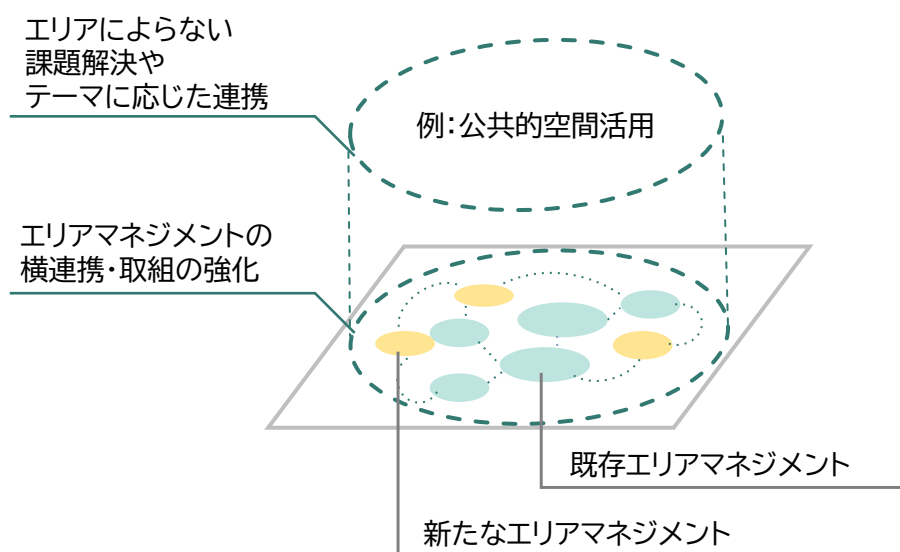 エリアによらない
課題解決や
テーマに応じた連携
例：公共的空間活用
エリアマネジメントの
横連携・取組の強化
既存エリアマネジメント
新たなエリアマネジメント